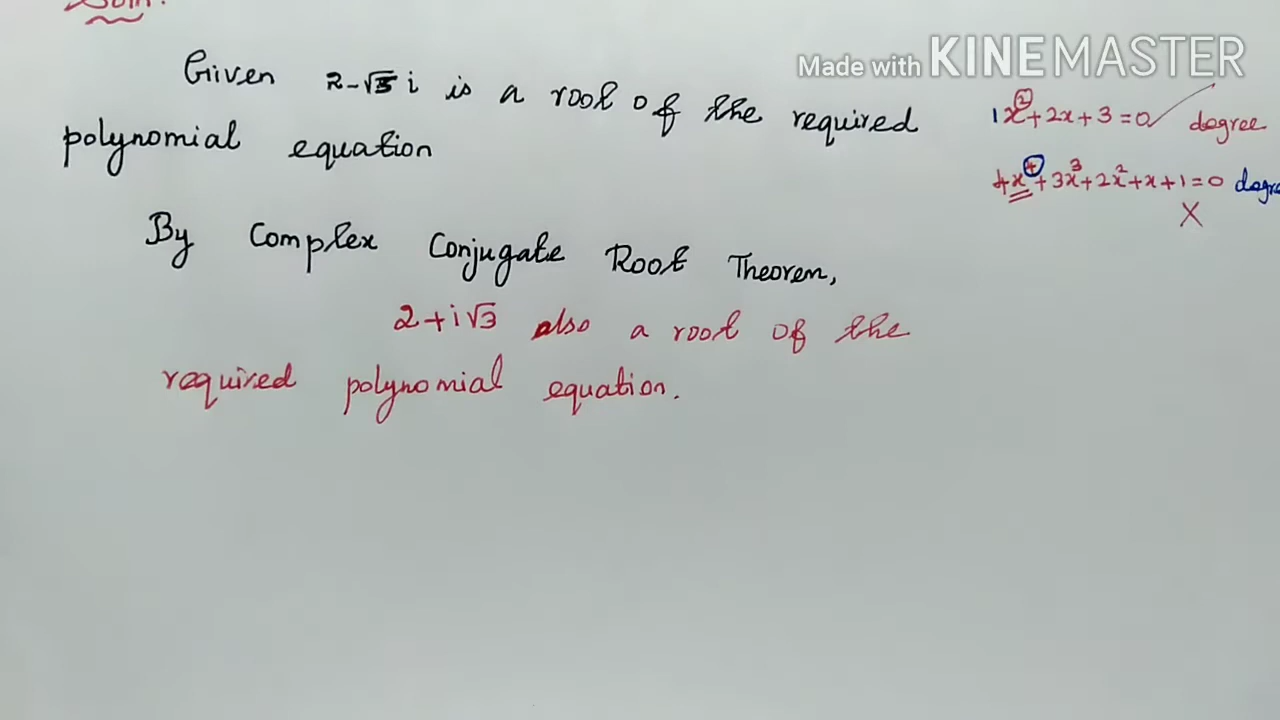 Soln:
Made with KINEMASTER
Given 2-√3 i is a root of the required
polynomial equation
1x²+2x+3=0 degree
4x⁴+3x³+2x²+x+1=0 degre
X
By Complex Conjugate Root Theorem,
2+i√3 also a root of the
required polynomial equation.